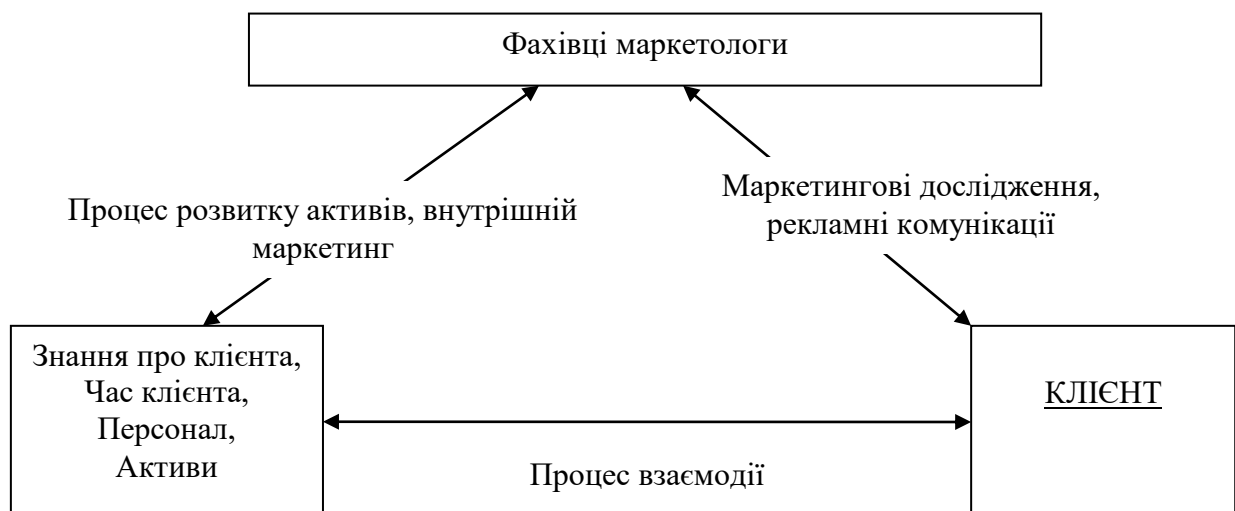 Фахівці маркетологи
Процес розвитку активів, внутрішній
маркетинг
Маркетингові дослідження,
рекламні комунікації
Знання про клієнта,
Час клієнта,
Персонал,
Активи
КЛІЄНТ
Процес взаємодії